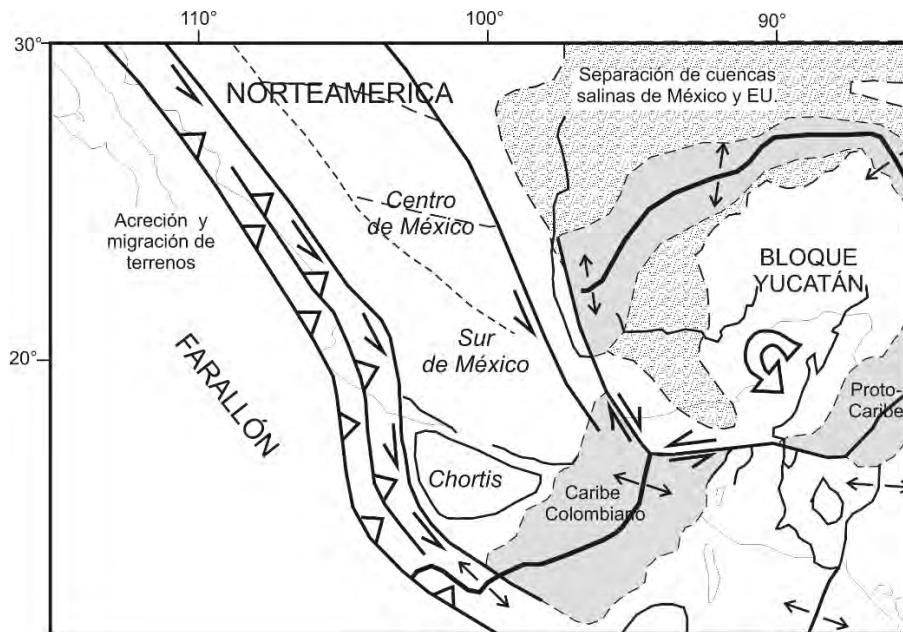 110°
100°
90°
30°
NORTEAMERICA
Separación de cuencas
salinas de México y EU.
Centro
de México
Acreción y
migración de
terrenos
BLOQUE
YUCATÁN
FARALLÓN
20°
Sur
de México
Proto-
Caribe
Chortis
Caribe
Colombiano